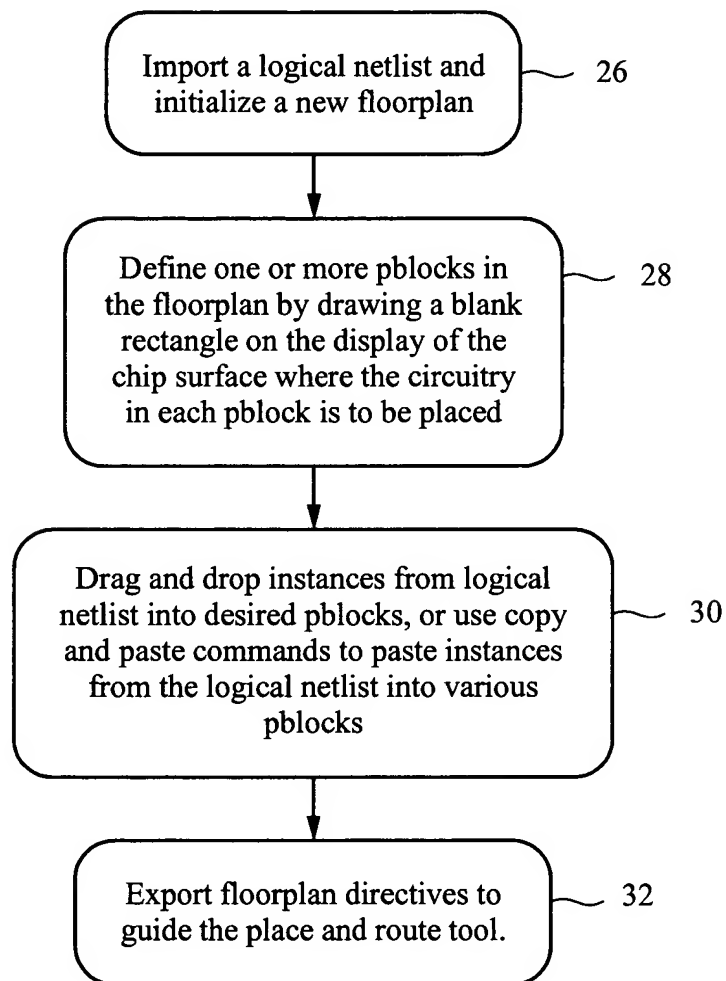 Import a logical netlist and
initialize a new floorplan
26
Define one or more pblocks in
the floorplan by drawing a blank
rectangle on the display of the
chip surface where the circuitry
in each pblock is to be placed
28
Drag and drop instances from logical
netlist into desired pblocks, or use copy
and paste commands to paste instances
from the logical netlist into various
pblocks
30
Export floorplan directives to
guide the place and route tool.
32